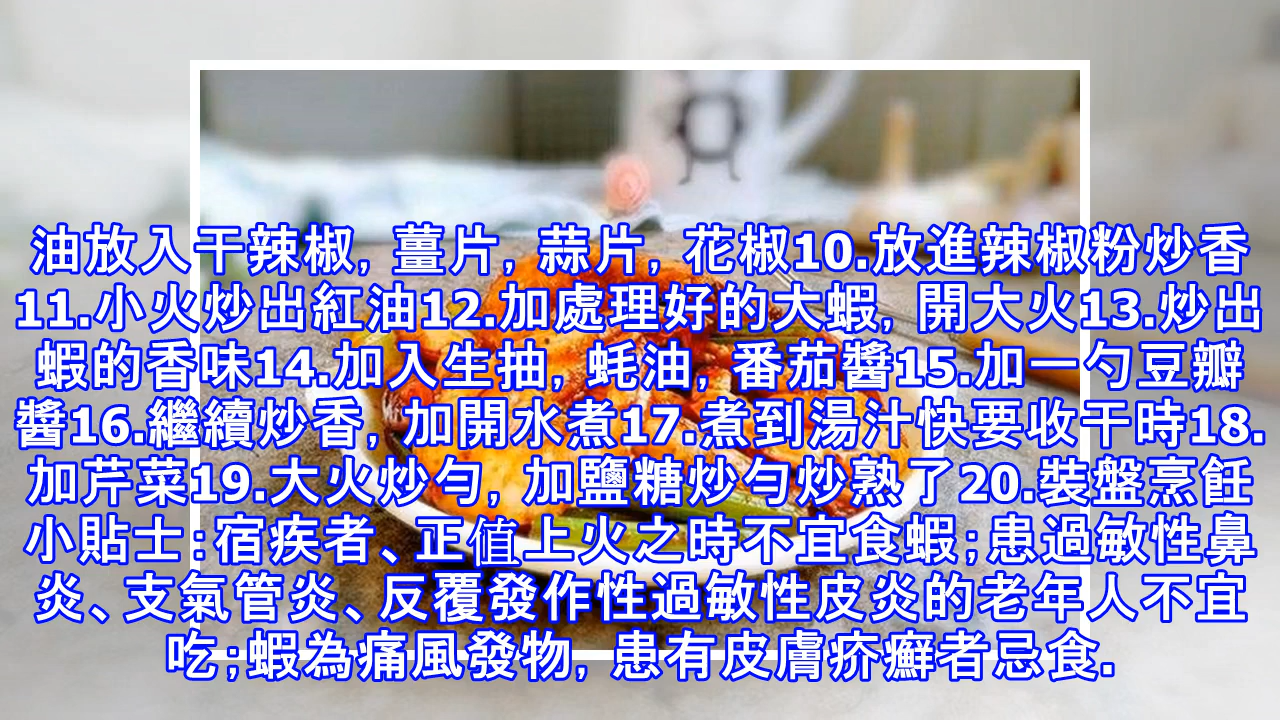 油放入干辣椒, 薑片, 蒜片, 花椒10.放進辣椒粉炒香
11.小火炒出紅油12.加處理好的大蝦, 開大火13.炒出
蝦的香味14.加入生抽, 蚝油, 番茄醬15.加一勺豆瓣
醬16.繼續炒香, 加開水煮17.煮到湯汁快要收干時18.
加芹菜19.大火炒勻, 加鹽糖炒勻炒熟了20.裝盤烹飪
小貼士:宿疾者、正值上火之時不宜食蝦;患過敏性鼻
炎、支氣管炎、反覆發作性過敏性皮炎的老年人不宜
吃;蝦為痛風發物, 患有皮膚疥癬者忌食.